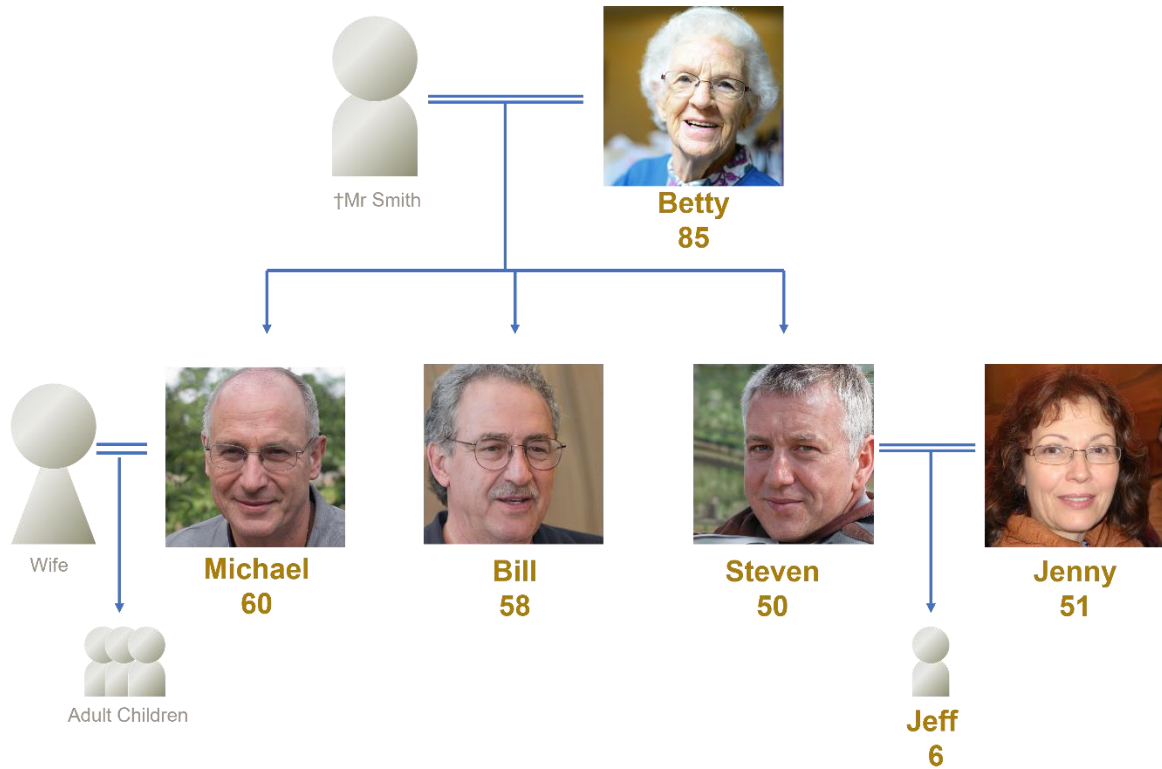 †Mr Smith
Betty
85
Wife
Michael
60
Bill
58
Steven
50
Jenny
51
Adult Children
Jeff
6